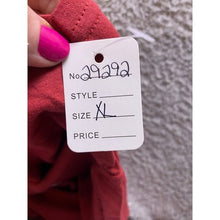 No. 29292
STYLE
SIZE XL
PRICE